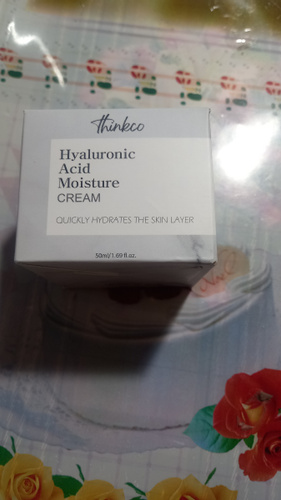 thinkco
Hyaluronic
Acid
Moisture
CREAM
QUICKLY HYDRATES THE SKIN LAYER
50ml/1.69 fl.oz.